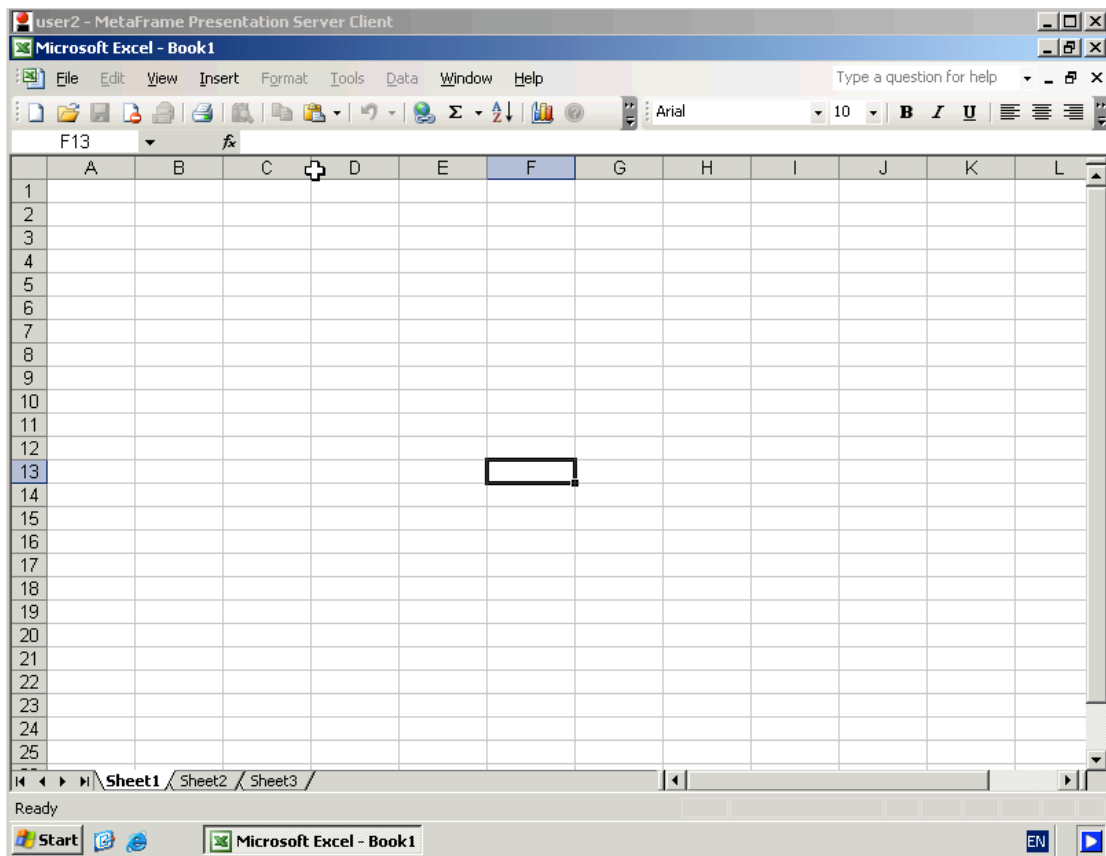 user2 - MetaFrame Presentation Server Client
Microsoft Excel - Book1
File Edit View Insert Format Tools Data Window Help Type a question for help
Σ Arial 10 B I U
F13 fx
A B C D E F G H I J K L
1
2
3
4
5
6
7
8
9
10
11
12
13
14
15
16
17
18
19
20
21
22
23
24
25
Sheet1 Sheet2 Sheet3
Ready
Start Microsoft Excel - Book1 EN